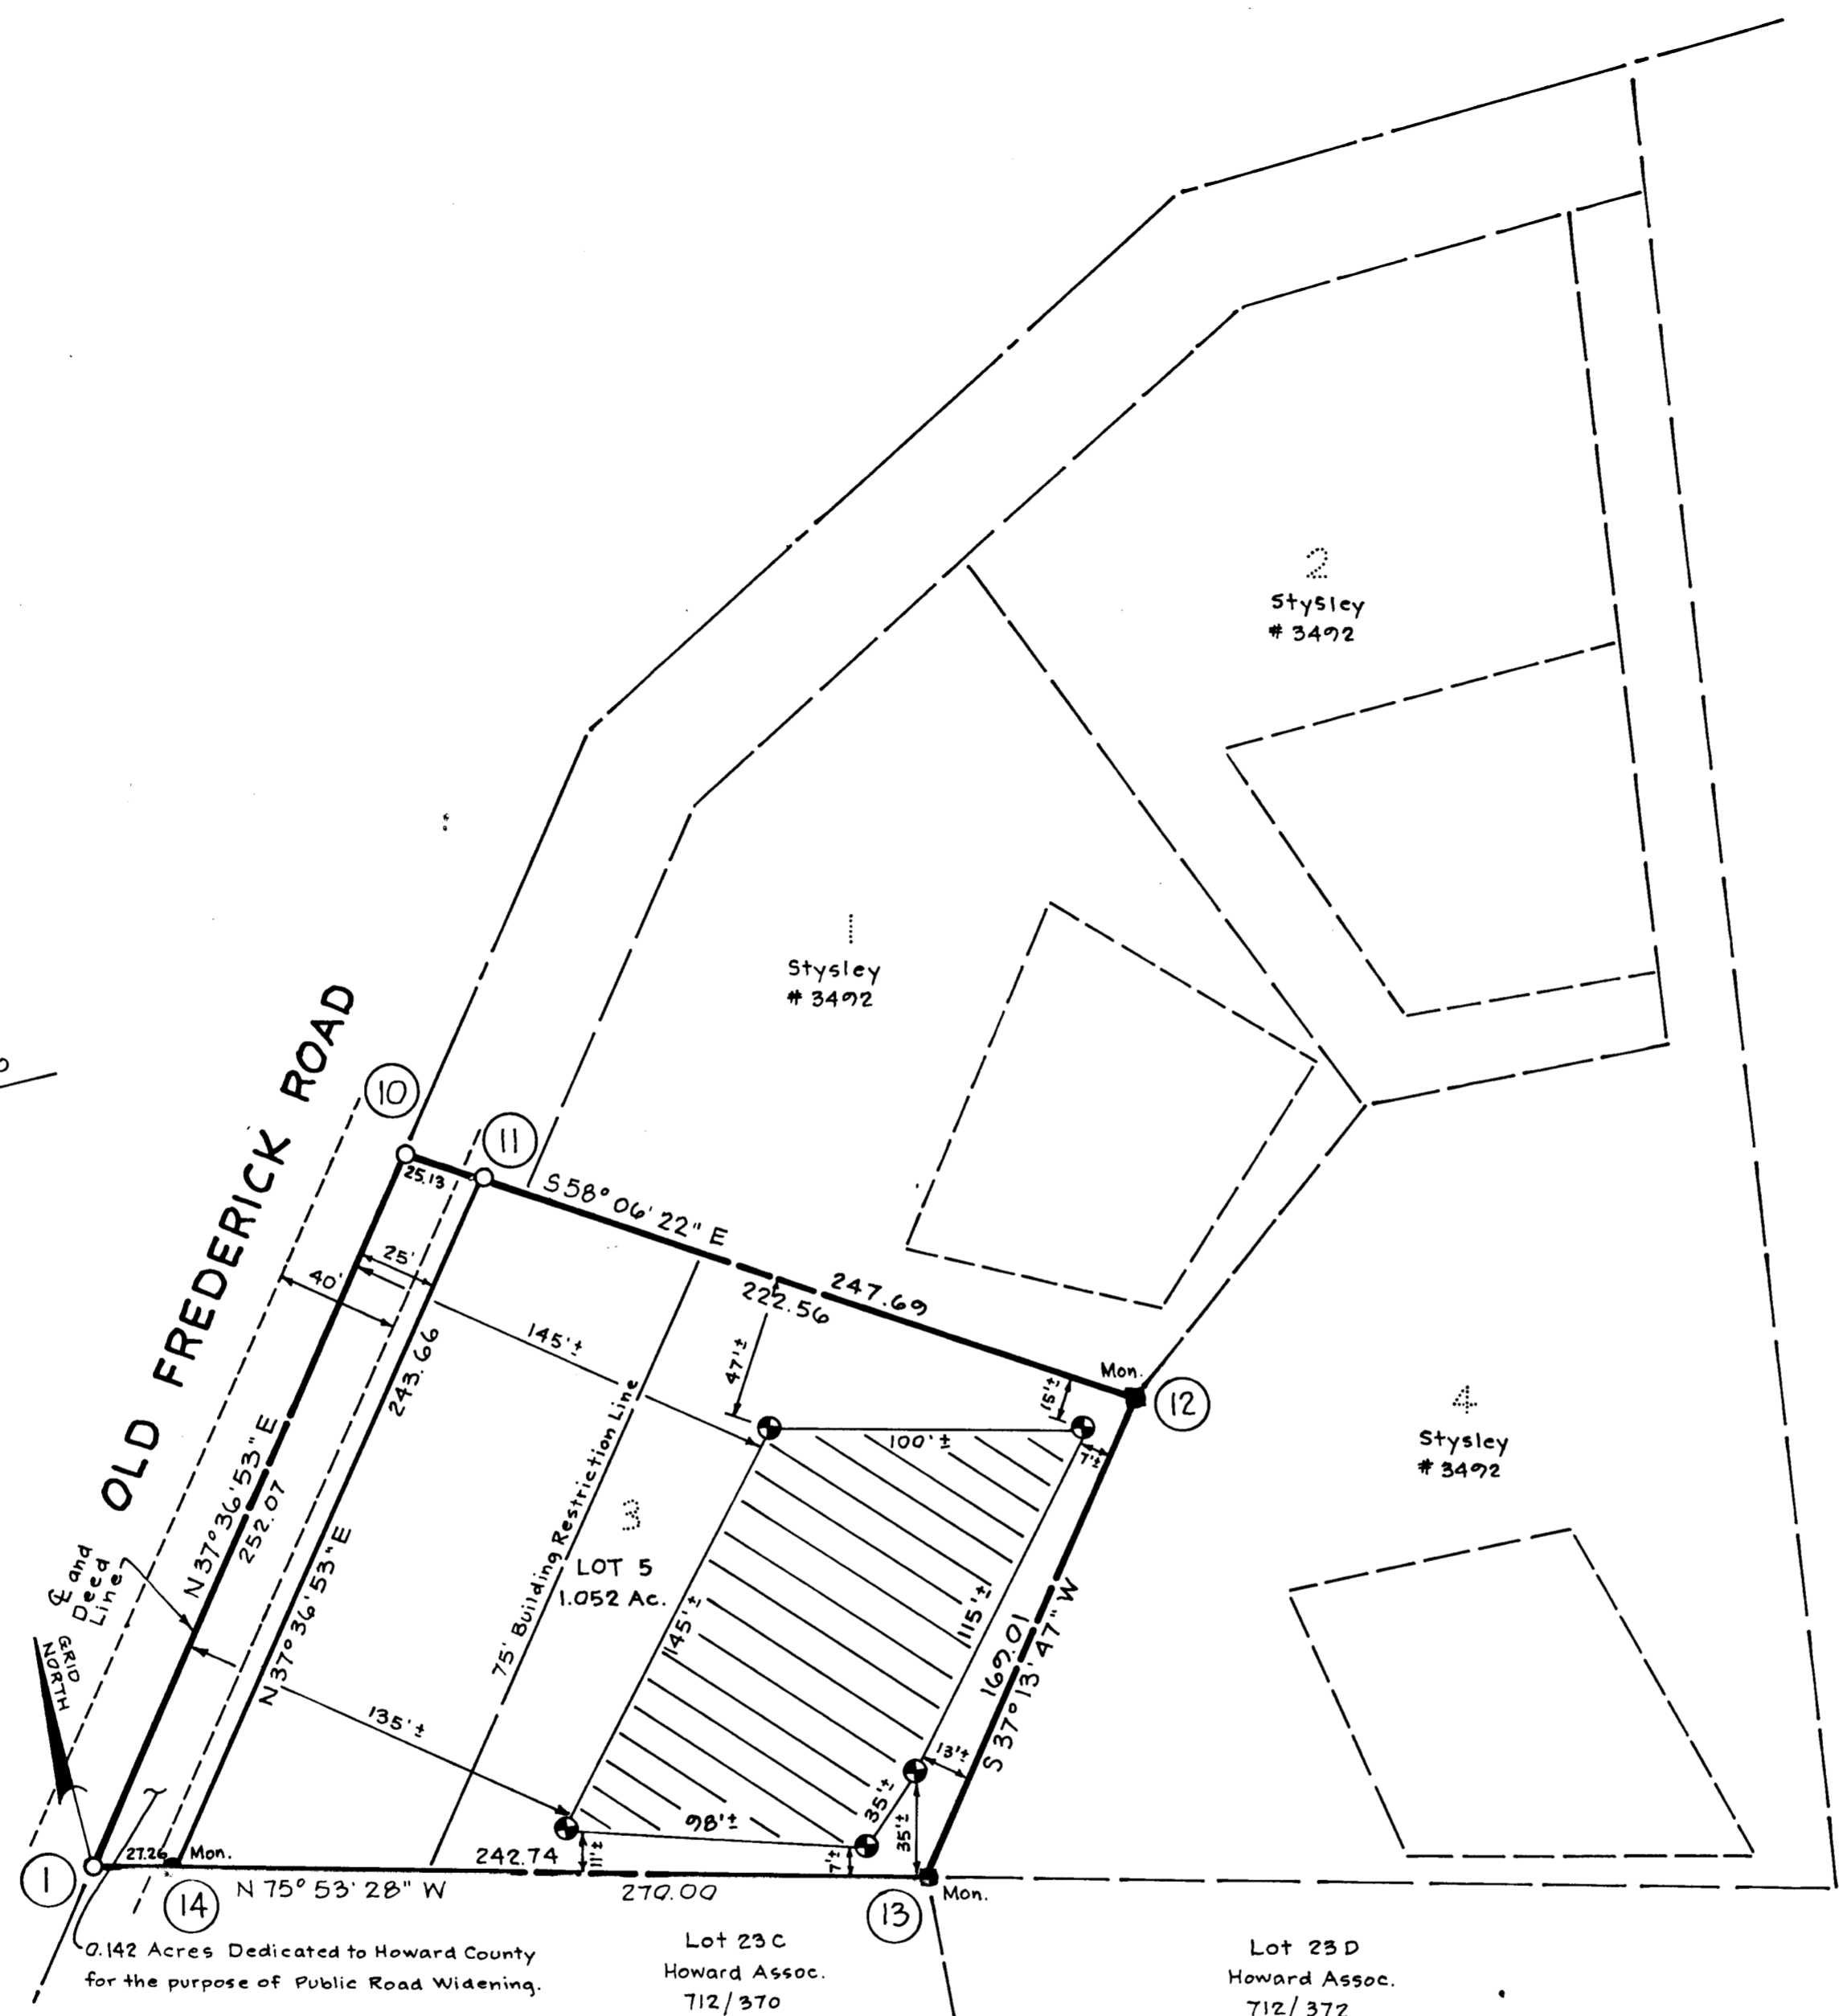 2
Stysley
# 3492
1
Stysley
# 3492
OLD FREDERICK ROAD
10
11
25.13
S 58° 06' 22" E
25'
40'
222.56
247.69
145'±
47'±
Mon.
12
15'±
4
Stysley
# 3492
243.66
100'±
7'±
N 37° 36' 53" E
252.07
75' Building Restriction Line
3
LOT 5
1.052 Ac.
℄ and
Deed
Line
N 37° 36' 53" E
145'±
115'±
169.01
S 37° 13' 47" W
GRID
NORTH
135'±
13'±
35'±
35'±
98'±
11'±
7'±
27.26
Mon.
242.74
1
14
N 75° 53' 28" W
270.00
13
Mon.
0.142 Acres Dedicated to Howard County
for the purpose of Public Road Widening.
Lot 23 C
Howard Assoc.
712/370
Lot 23 D
Howard Assoc.
712/372